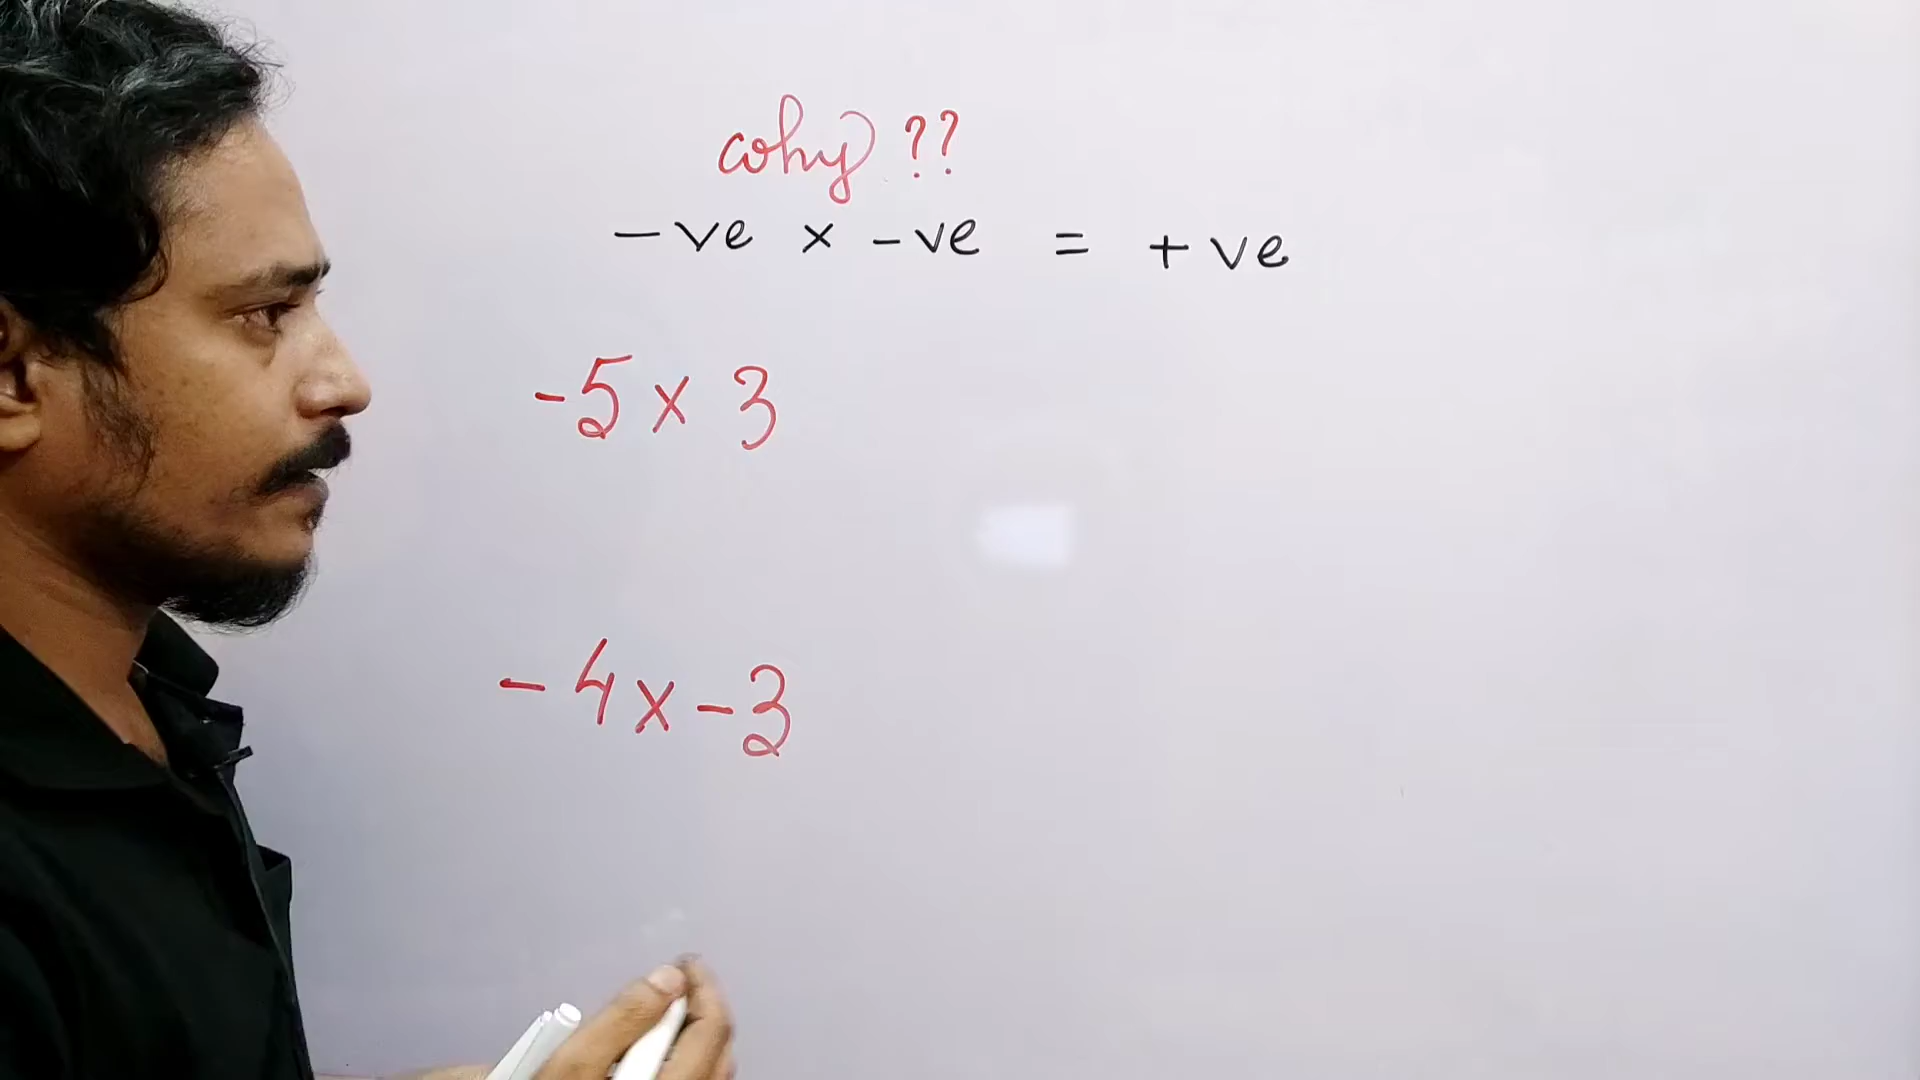 why ??
-ve × -ve = +ve
-5 × 3
-4 × -3